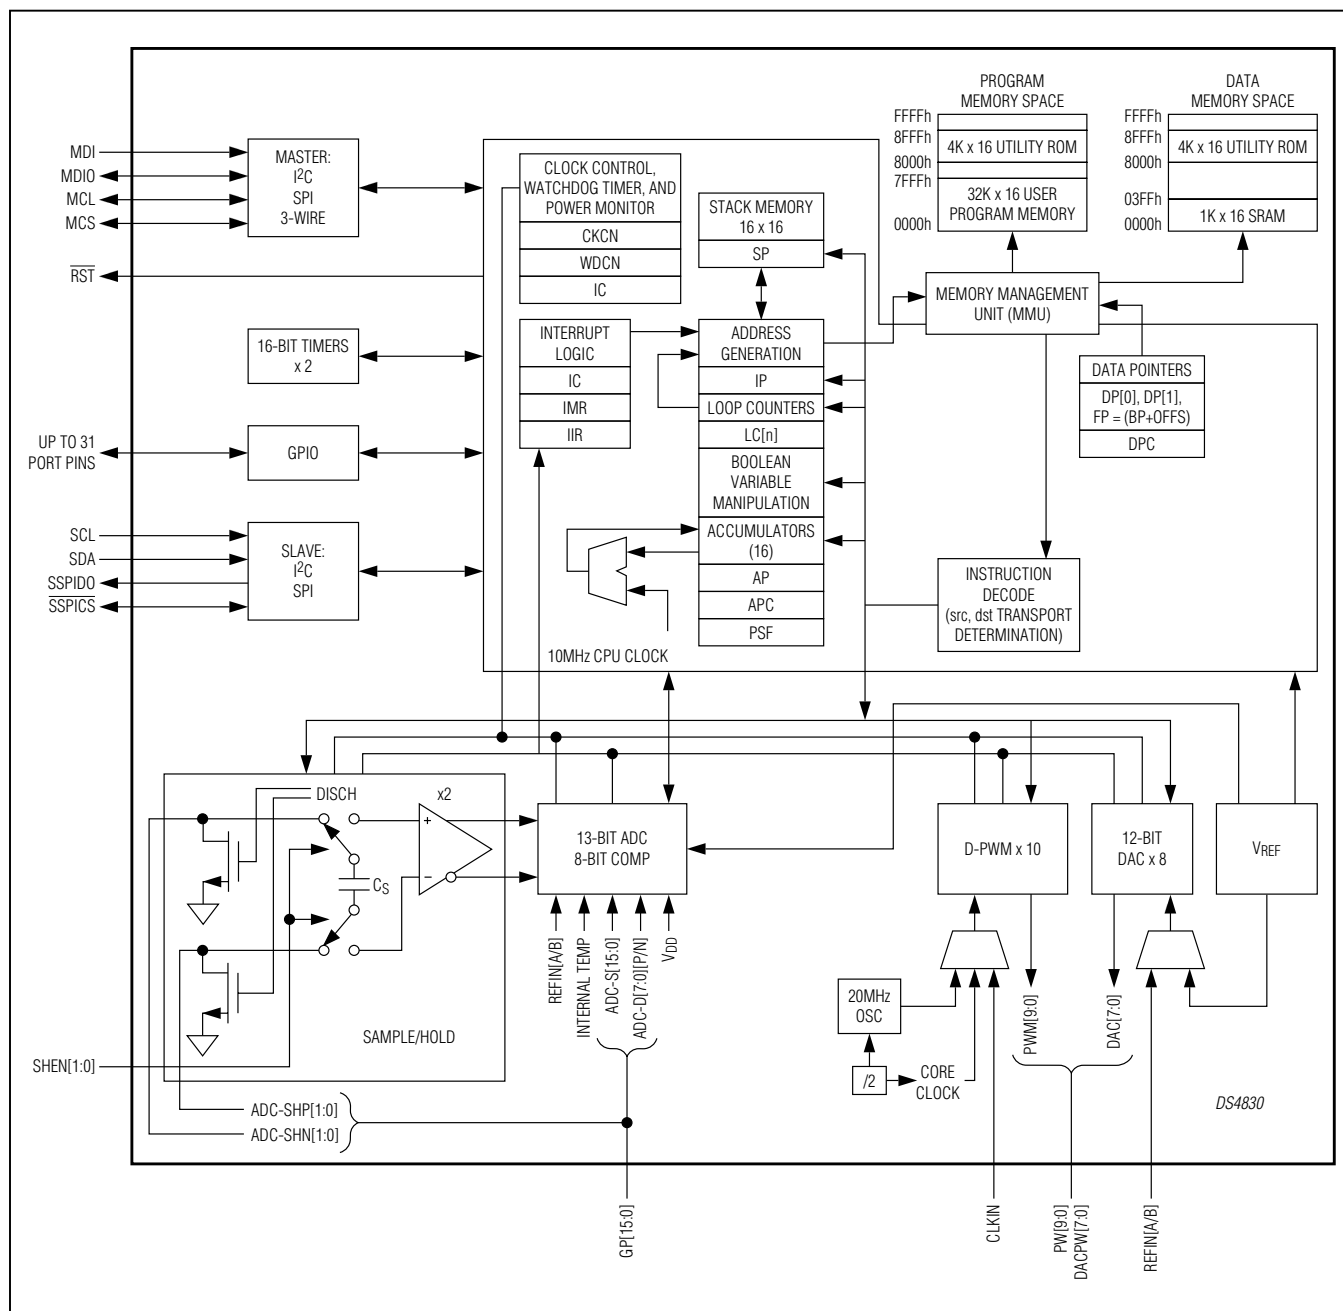 PROGRAM
MEMORY SPACE
FFFFh
8FFFh
4K x 16 UTILITY ROM
8000h
7FFFh
32K x 16 USER
PROGRAM MEMORY
0000h
DATA
MEMORY SPACE
FFFFh
8FFFh
4K x 16 UTILITY ROM
8000h
03FFh
1K x 16 SRAM
0000h
MDI
MDIO
MCL
MCS
MASTER:
I²C
SPI
3-WIRE
RST
CLOCK CONTROL,
WATCHDOG TIMER, AND
POWER MONITOR
CKCN
WDCN
IC
STACK MEMORY
16 x 16
SP
MEMORY MANAGEMENT
UNIT (MMU)
16-BIT TIMERS
x 2
INTERRUPT
LOGIC
IC
IMR
IIR
ADDRESS
GENERATION
IP
LOOP COUNTERS
LC[n]
BOOLEAN
VARIABLE
MANIPULATION
ACCUMULATORS
(16)
AP
APC
PSF
DATA POINTERS
DP[0], DP[1],
FP = (BP+OFFS)
DPC
UP TO 31
PORT PINS
GPIO
SCL
SDA
SSPIDO
SSPICS
SLAVE:
I²C
SPI
INSTRUCTION
DECODE
(src, dst TRANSPORT
DETERMINATION)
10MHz CPU CLOCK
DISCH
x2
+
−
CS
SAMPLE/HOLD
13-BIT ADC
8-BIT COMP
D-PWM x 10
12-BIT
DAC x 8
VREF
REFIN[A/B]
INTERNAL TEMP
ADC-S[15:0]
ADC-D[7:0][P/N]
VDD
20MHz
OSC
/2
CORE
CLOCK
PWM[9:0]
DAC[7:0]
SHEN[1:0]
ADC-SHP[1:0]
ADC-SHN[1:0]
DS4830
GP[15:0]
CLKIN
PW[9:0]
DACPW[7:0]
REFIN[A/B]